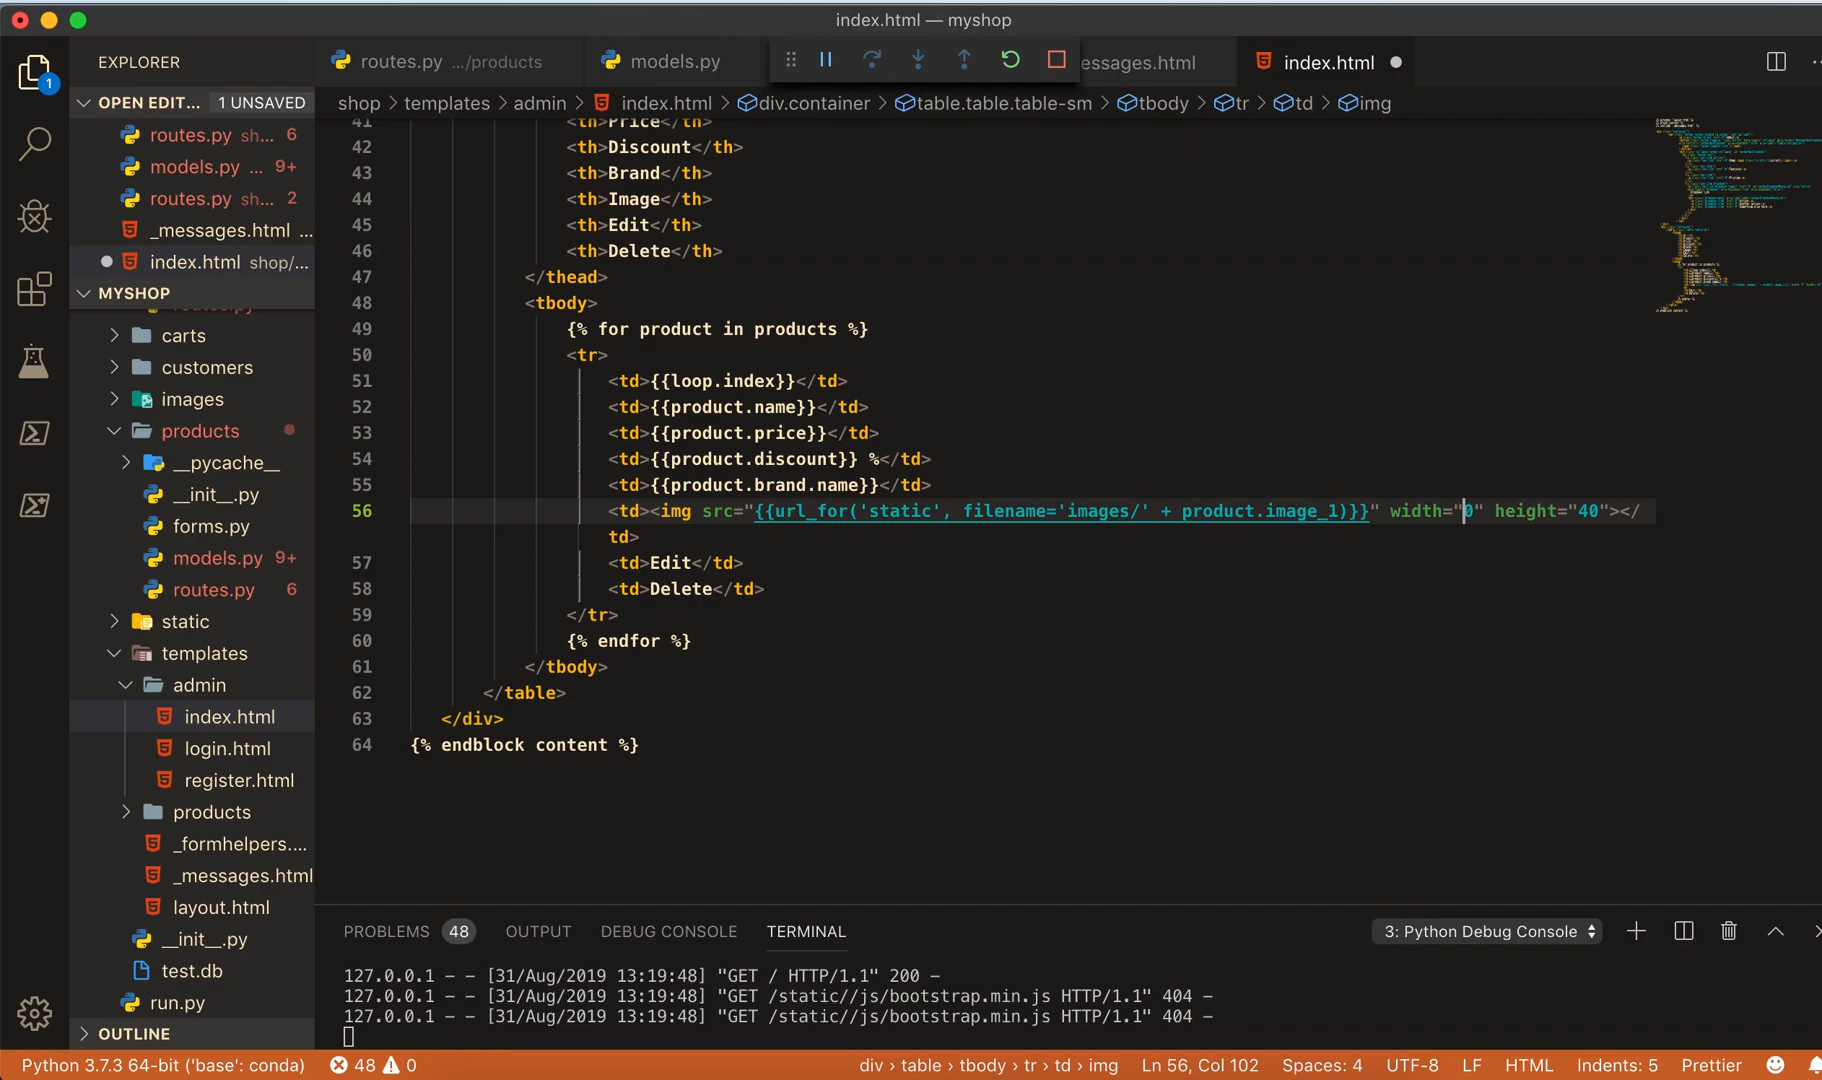 index.html — myshop
EXPLORER
routes.py .../products
models.py
essages.html
index.html
OPEN EDIT... 1 UNSAVED
shop > templates > admin > index.html > div.container > table.table.table-sm > tbody > tr > td > img
routes.py sh... 6
models.py ... 9+
routes.py sh... 2
_messages.html ...
index.html shop/...
MYSHOP
carts
customers
images
products
__pycache__
__init__.py
forms.py
models.py 9+
routes.py 6
static
templates
admin
index.html
login.html
register.html
products
_formhelpers....
_messages.html
layout.html
__init__.py
test.db
run.py
OUTLINE
41 <th>Price</th>
42 <th>Discount</th>
43 <th>Brand</th>
44 <th>Image</th>
45 <th>Edit</th>
46 <th>Delete</th>
47 </thead>
48 <tbody>
49 {% for product in products %}
50 <tr>
51 <td>{{loop.index}}</td>
52 <td>{{product.name}}</td>
53 <td>{{product.price}}</td>
54 <td>{{product.discount}} %</td>
55 <td>{{product.brand.name}}</td>
56 <td><img src="{{url_for('static', filename='images/' + product.image_1)}}" width="0" height="40"></
td>
57 <td>Edit</td>
58 <td>Delete</td>
59 </tr>
60 {% endfor %}
61 </tbody>
62 </table>
63 </div>
64 {% endblock content %}
PROBLEMS 48 OUTPUT DEBUG CONSOLE TERMINAL 3: Python Debug Console
127.0.0.1 - - [31/Aug/2019 13:19:48] "GET / HTTP/1.1" 200 -
127.0.0.1 - - [31/Aug/2019 13:19:48] "GET /static//js/bootstrap.min.js HTTP/1.1" 404 -
127.0.0.1 - - [31/Aug/2019 13:19:48] "GET /static//js/bootstrap.min.js HTTP/1.1" 404 -
Python 3.7.3 64-bit ('base': conda) 48 0 div > table > tbody > tr > td > img Ln 56, Col 102 Spaces: 4 UTF-8 LF HTML Indents: 5 Prettier